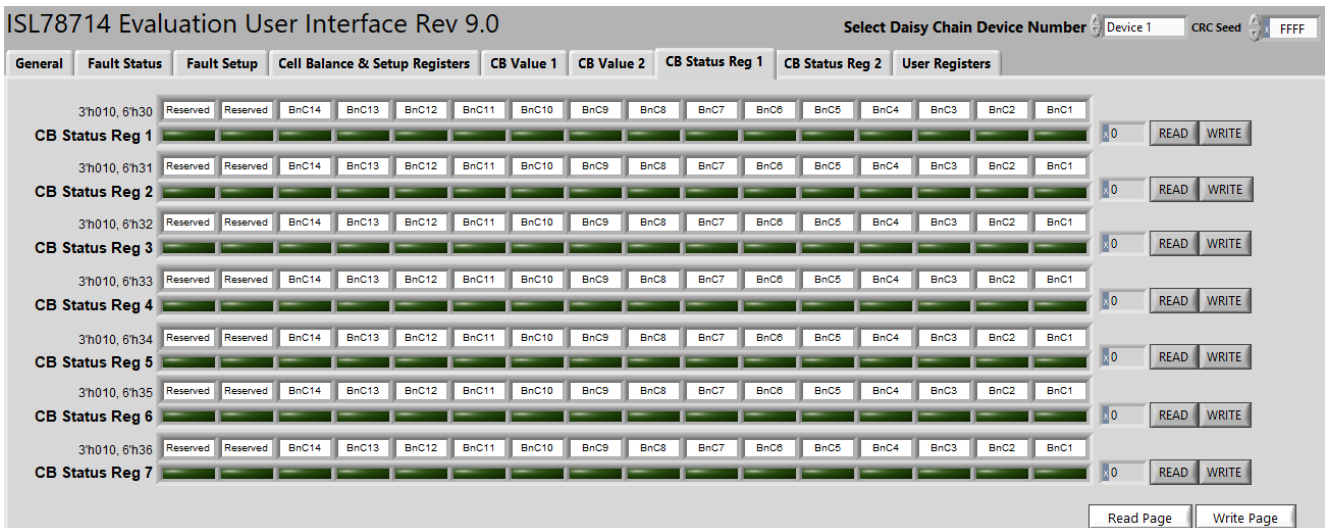 ISL78714 Evaluation User Interface Rev 9.0 Select Daisy Chain Device Number Device 1 CRC Seed x FFFF
General Fault Status Fault Setup Cell Balance & Setup Registers CB Value 1 CB Value 2 CB Status Reg 1 CB Status Reg 2 User Registers
3'h010, 6'h30 Reserved Reserved BnC14 BnC13 BnC12 BnC11 BnC10 BnC9 BnC8 BnC7 BnC6 BnC5 BnC4 BnC3 BnC2 BnC1
CB Status Reg 1 x 0 READ WRITE
3'h010, 6'h31 Reserved Reserved BnC14 BnC13 BnC12 BnC11 BnC10 BnC9 BnC8 BnC7 BnC6 BnC5 BnC4 BnC3 BnC2 BnC1
CB Status Reg 2 x 0 READ WRITE
3'h010, 6'h32 Reserved Reserved BnC14 BnC13 BnC12 BnC11 BnC10 BnC9 BnC8 BnC7 BnC6 BnC5 BnC4 BnC3 BnC2 BnC1
CB Status Reg 3 x 0 READ WRITE
3'h010, 6'h33 Reserved Reserved BnC14 BnC13 BnC12 BnC11 BnC10 BnC9 BnC8 BnC7 BnC6 BnC5 BnC4 BnC3 BnC2 BnC1
CB Status Reg 4 x 0 READ WRITE
3'h010, 6'h34 Reserved Reserved BnC14 BnC13 BnC12 BnC11 BnC10 BnC9 BnC8 BnC7 BnC6 BnC5 BnC4 BnC3 BnC2 BnC1
CB Status Reg 5 x 0 READ WRITE
3'h010, 6'h35 Reserved Reserved BnC14 BnC13 BnC12 BnC11 BnC10 BnC9 BnC8 BnC7 BnC6 BnC5 BnC4 BnC3 BnC2 BnC1
CB Status Reg 6 x 0 READ WRITE
3'h010, 6'h36 Reserved Reserved BnC14 BnC13 BnC12 BnC11 BnC10 BnC9 BnC8 BnC7 BnC6 BnC5 BnC4 BnC3 BnC2 BnC1
CB Status Reg 7 x 0 READ WRITE
Read Page Write Page